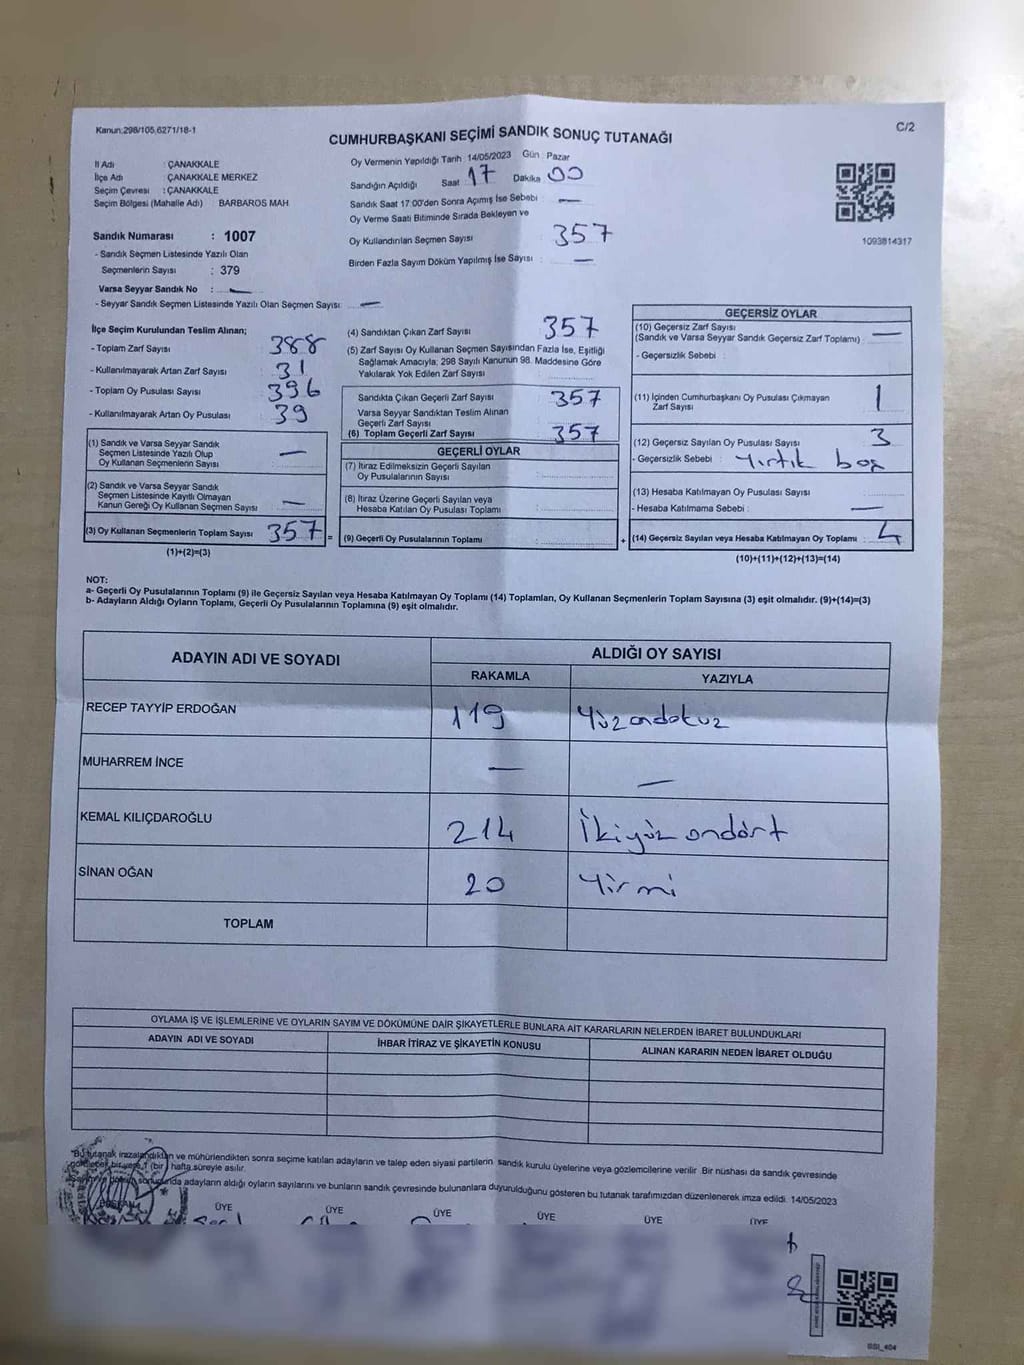 Kanun:298/105,6271/18-1
C/2
CUMHURBAŞKANI SEÇİMİ SANDIK SONUÇ TUTANAĞI
İl Adı : ÇANAKKALE
İlçe Adı : ÇANAKKALE MERKEZ
Seçim Çevresi : ÇANAKKALE
Seçim Bölgesi (Mahalle Adı) : BARBAROS MAH
Oy Vermenin Yapıldığı Tarih : 14/05/2023 Gün : Pazar
Sandığın Açıldığı Saat 17 Dakika 00
Sandık Saat 17:00'den Sonra Açımış İse Sebebi : —
Oy Verme Saati Bitiminde Sırada Bekleyen ve
Oy Kullandırılan Seçmen Sayısı : 357
Birden Fazla Sayım Döküm Yapılmış İse Sayısı : —
1093814317
Sandık Numarası : 1007
- Sandık Seçmen Listesinde Yazılı Olan
Seçmenlerin Sayısı : 379
Varsa Seyyar Sandık No : —
- Seyyar Sandık Seçmen Listesinde Yazılı Olan Seçmen Sayısı: —
İlçe Seçim Kurulundan Teslim Alınan;
- Toplam Zarf Sayısı : 388
- Kullanılmayarak Artan Zarf Sayısı : 31
- Toplam Oy Pusulası Sayısı : 396
- Kullanılmayarak Artan Oy Pusulası : 39
(1) Sandık ve Varsa Seyyar Sandık
Seçmen Listesinde Yazılı Olup
Oy Kullanan Seçmenlerin Sayısı : —
(2) Sandık ve Varsa Seyyar Sandık
Seçmen Listesinde Kayıtlı Olmayan
Kanun Gereği Oy Kullanan Seçmen Sayısı : —
(3) Oy Kullanan Seçmenlerin Toplam Sayısı : 357 =
(1)+(2)=(3)
(4) Sandıktan Çıkan Zarf Sayısı : 357
(5) Zarf Sayısı Oy Kullanan Seçmen Sayısından Fazla İse, Eşitliği
Sağlamak Amacıyla; 298 Sayılı Kanunun 98. Maddesine Göre
Yakılarak Yok Edilen Zarf Sayısı :
Sandıkta Çıkan Geçerli Zarf Sayısı : 357
Varsa Seyyar Sandıktan Teslim Alınan
Geçerli Zarf Sayısı :
(6) Toplam Geçerli Zarf Sayısı : 357
GEÇERLİ OYLAR
(7) İtiraz Edilmeksizin Geçerli Sayılan
Oy Pusulalarının Sayısı :
(8) İtiraz Üzerine Geçerli Sayılan veya
Hesaba Katılan Oy Pusulası Toplamı :
(9) Geçerli Oy Pusulalarının Toplamı : +
GEÇERSİZ OYLAR
(10) Geçersiz Zarf Sayısı
(Sandık ve Varsa Seyyar Sandık Geçersiz Zarf Toplamı) : —
- Geçersizlik Sebebi :
(11) İçinden Cumhurbaşkanı Oy Pusulası Çıkmayan
Zarf Sayısı : 1
(12) Geçersiz Sayılan Oy Pusulası Sayısı : 3
- Geçersizlik Sebebi : Yırtık boş
(13) Hesaba Katılmayan Oy Pusulası Sayısı :
- Hesaba Katılmama Sebebi : —
(14) Geçersiz Sayılan veya Hesaba Katılmayan Oy Toplamı : 4
(10)+(11)+(12)+(13)=(14)
NOT:
a- Geçerli Oy Pusulalarının Toplamı (9) ile Geçersiz Sayılan veya Hesaba Katılmayan Oy Toplamı (14) Toplamları, Oy Kullanan Seçmenlerin Toplam Sayısına (3) eşit olmalıdır. (9)+(14)=(3)
b- Adayların Aldığı Oyların Toplamı, Geçerli Oy Pusulalarının Toplamına (9) eşit olmalıdır.
ADAYIN ADI VE SOYADI
ALDIĞI OY SAYISI
RAKAMLA
YAZIYLA
RECEP TAYYİP ERDOĞAN 119 Yüzondokuz
MUHARREM İNCE — —
KEMAL KILIÇDAROĞLU 214 İkiyüz ondört
SİNAN OĞAN 20 Yirmi
TOPLAM
OYLAMA İŞ VE İŞLEMLERİNE VE OYLARIN SAYIM VE DÖKÜMÜNE DAİR ŞİKAYETLERLE BUNLARA AİT KARARLARIN NELERDEN İBARET BULUNDUKLARI
ADAYIN ADI VE SOYADI
İHBAR İTİRAZ VE ŞİKAYETİN KONUSU
ALINAN KARARIN NEDEN İBARET OLDUĞU
"Bu tutanak imzalandıktan ve mühürlendikten sonra seçime katılan adayların ve talep eden siyasi partilerin sandık kurulu üyelerine veya gözlemcilerine verilir. Bir nüshası da sandık çevresinde
görülecek bir yere 1 (bir) hafta süreyle asılır.
adayların aldığı oyların sayılarını ve bunların sandık çevresinde bulunanlara duyurulduğunu gösteren bu tutanak tarafımızdan düzenlenerek imza edildi. 14/05/2023
ÜYE ÜYE ÜYE ÜYE ÜYE ÜYE
SSI_404